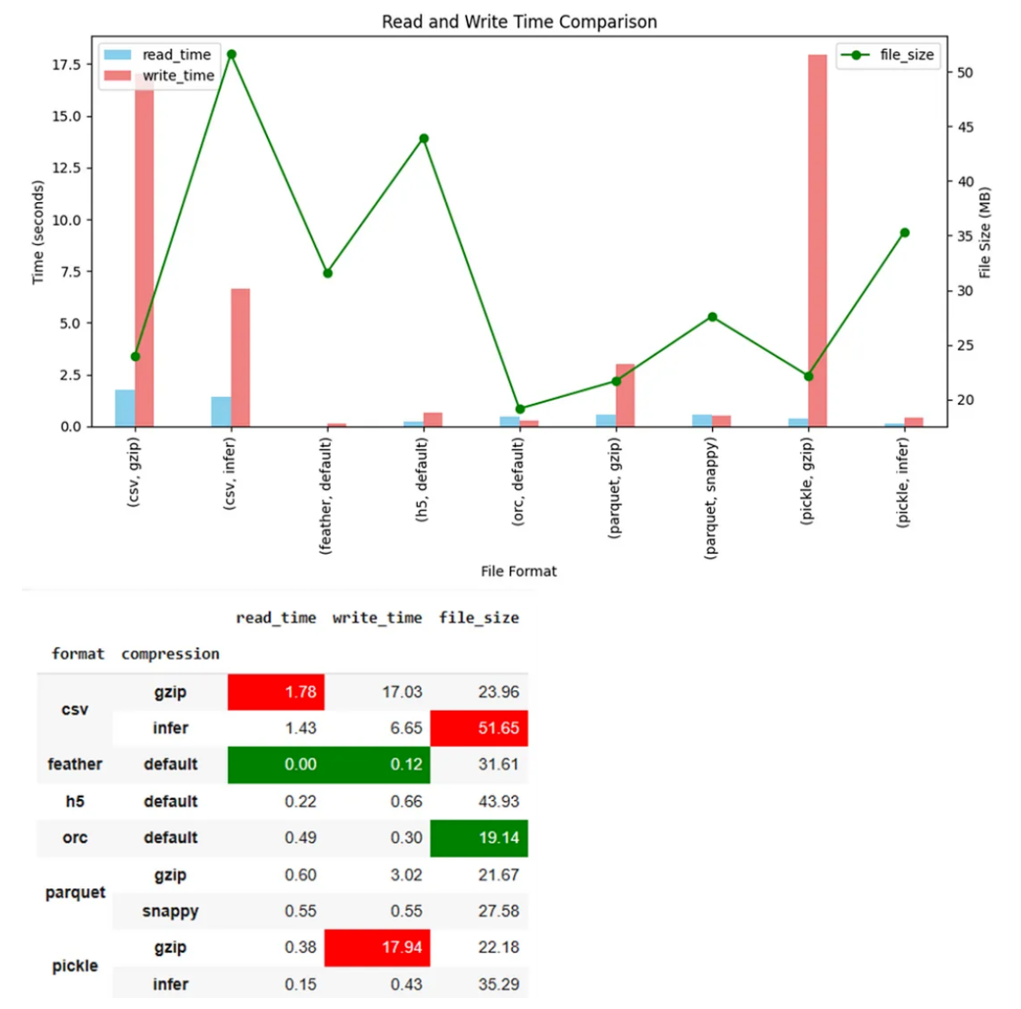 Read and Write Time Comparison
read_time
write_time
file_size
17.5
15.0
12.5
10.0
7.5
5.0
2.5
0.0
Time (seconds)
50
45
40
35
30
25
20
File Size (MB)
(csv, gzip)
(csv, infer)
(feather, default)
(h5, default)
(orc, default)
(parquet, gzip)
(parquet, snappy)
(pickle, gzip)
(pickle, infer)
File Format
read_time write_time file_size
format compression
csv gzip 1.78 17.03 23.96
infer 1.43 6.65 51.65
feather default 0.00 0.12 31.61
h5 default 0.22 0.66 43.93
orc default 0.49 0.30 19.14
parquet gzip 0.60 3.02 21.67
snappy 0.55 0.55 27.58
pickle gzip 0.38 17.94 22.18
infer 0.15 0.43 35.29